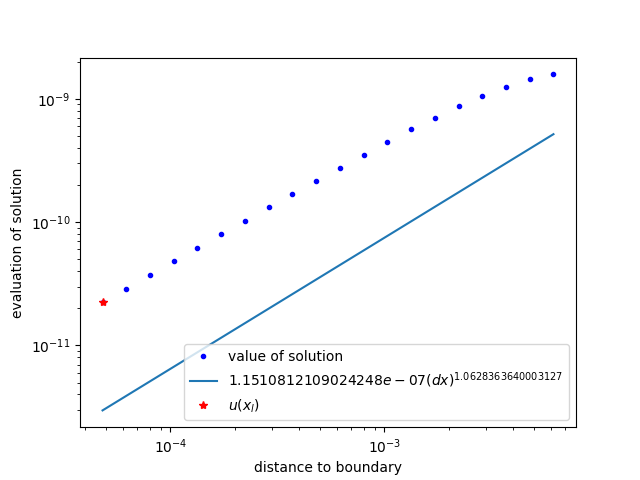 10⁻⁹
10⁻¹⁰
10⁻¹¹
evaluation of solution
value of solution
1.1510812109024248e − 07(dx)^1.0628363640003127
u(x_l)
10⁻⁴ 10⁻³
distance to boundary